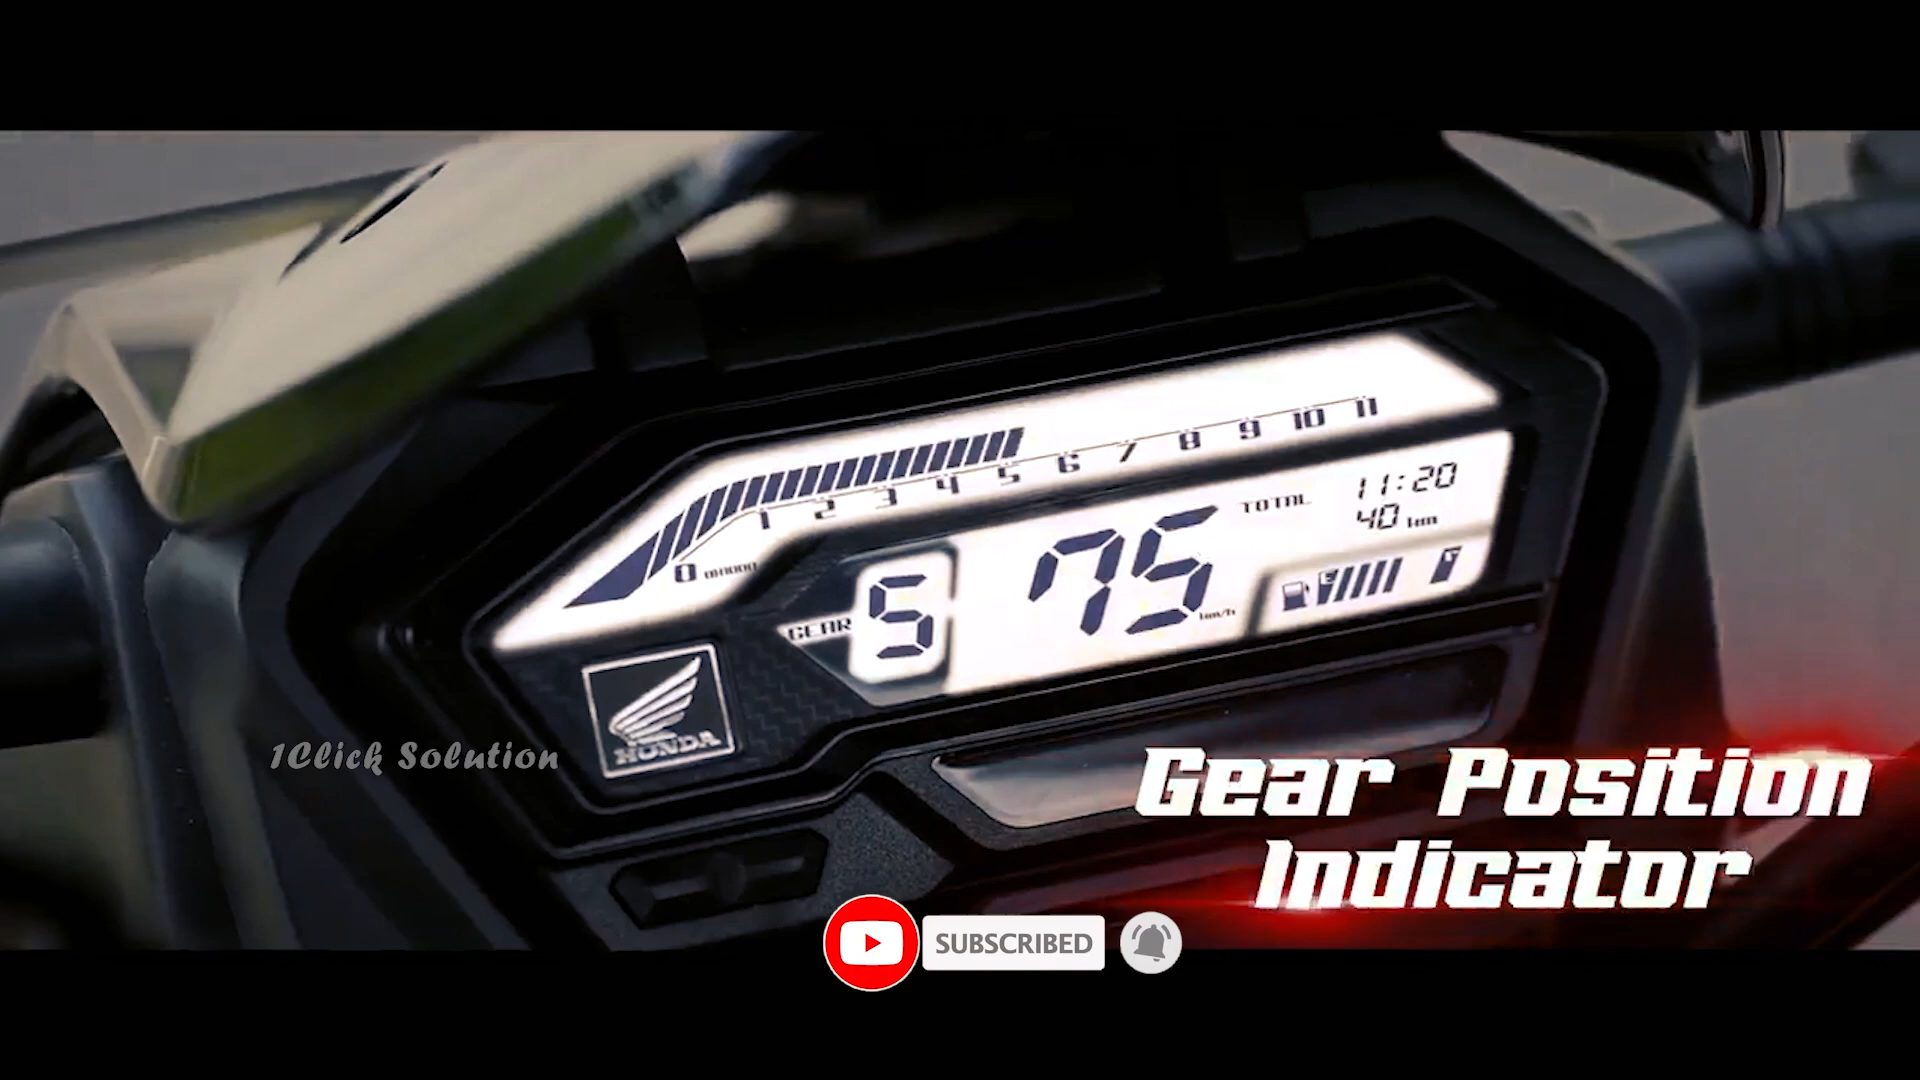 0 1 2 3 4 5 6 7 8 9 10 11
TOTAL
11:20
40 km
GEAR
5
75
km/h
E
F
HONDA
1Click Solution
Gear Position
Indicator
SUBSCRIBED